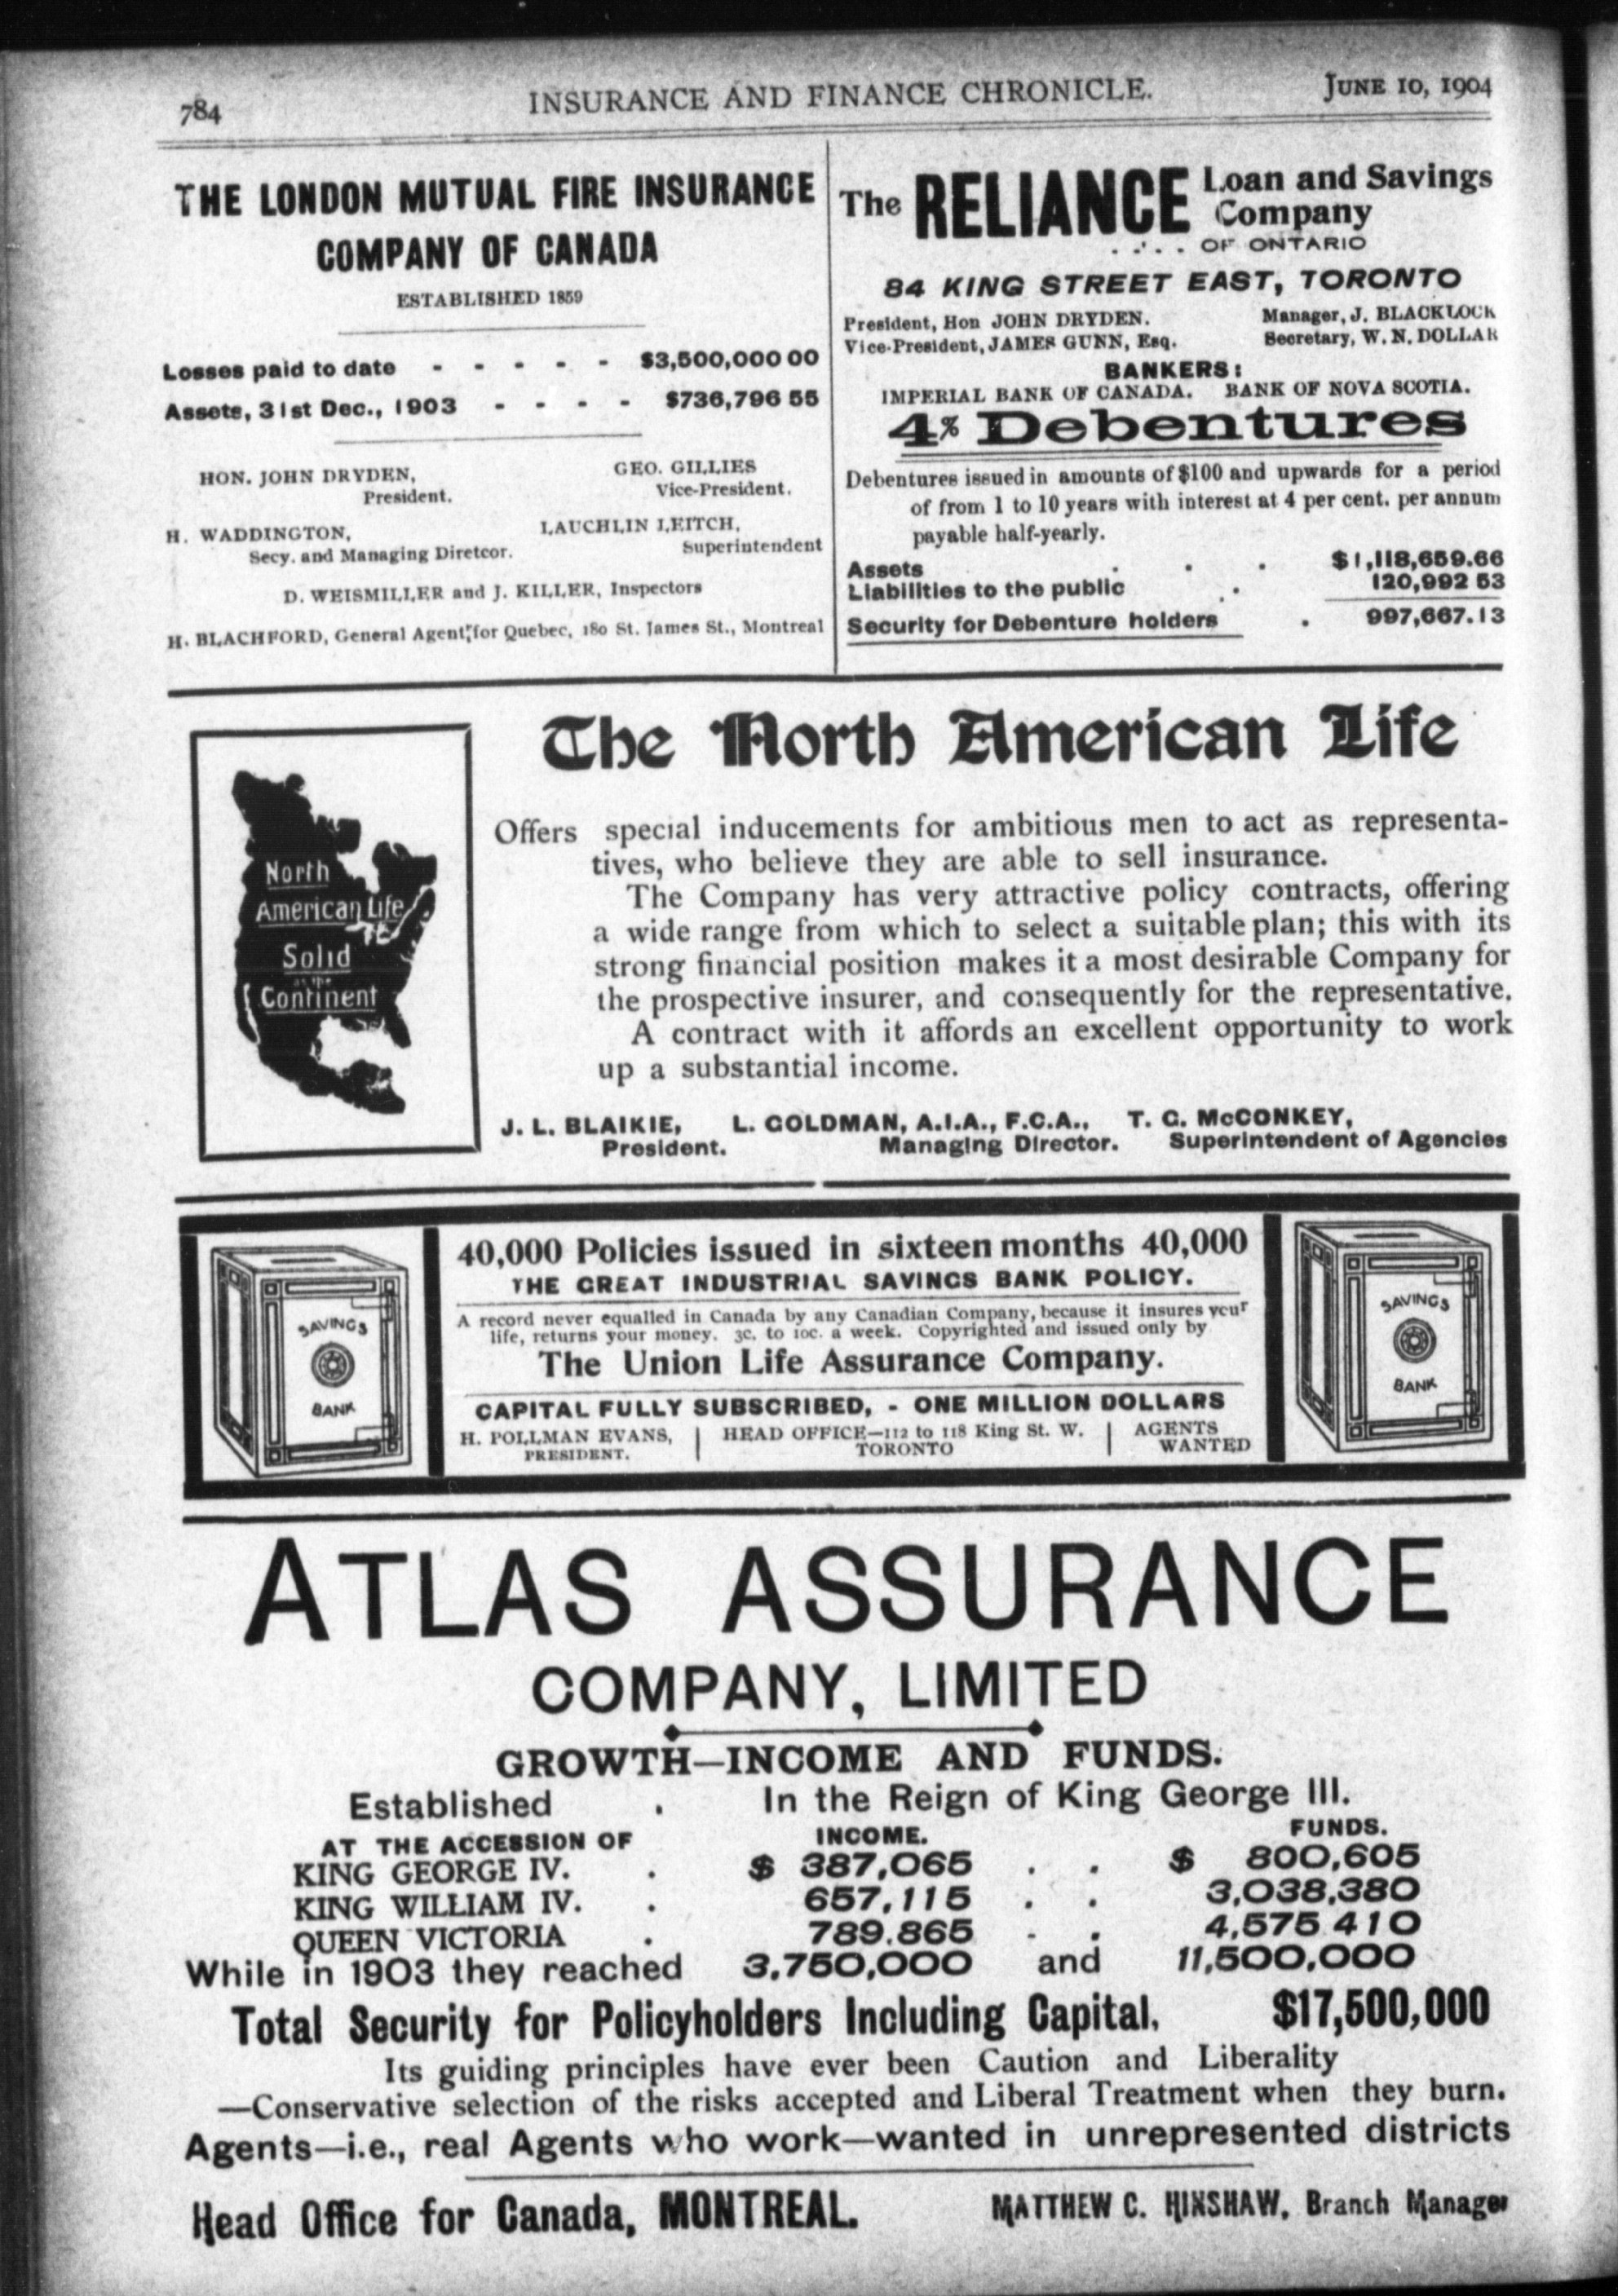 784
INSURANCE AND FINANCE CHRONICLE.
JUNE 10, 1904
THE LONDON MUTUAL FIRE INSURANCE
COMPANY OF CANADA
ESTABLISHED 1859
Losses paid to date - - - - - $3,500,000 00
Assets, 31st Dec., 1903 - - - - $736,796 55
HON. JOHN DRYDEN,
President.
GEO. GILLIES
Vice-President.
H. WADDINGTON,
Secy. and Managing Diretcor.
LAUCHLIN LEITCH,
Superintendent
D. WEISMILLER and J. KILLER, Inspectors
H. BLACHFORD, General Agent, for Quebec, 180 St. James St., Montreal
The RELIANCE Loan and Savings
Company
OF ONTARIO
84 KING STREET EAST, TORONTO
President, Hon JOHN DRYDEN. Manager, J. BLACKLOCK
Vice-President, JAMES GUNN, Esq. Secretary, W. N. DOLLAR
BANKERS:
IMPERIAL BANK OF CANADA. BANK OF NOVA SCOTIA.
4% Debentures
Debentures issued in amounts of $100 and upwards for a period
of from 1 to 10 years with interest at 4 per cent. per annum
payable half-yearly.
Assets . . . $1,118,659.66
Liabilities to the public . . 120,992 53
Security for Debenture holders . 997,667.13
North
American Life
Solid
as the
Continent
The North American Life
Offers special inducements for ambitious men to act as representa-
tives, who believe they are able to sell insurance.
The Company has very attractive policy contracts, offering
a wide range from which to select a suitable plan; this with its
strong financial position makes it a most desirable Company for
the prospective insurer, and consequently for the representative.
A contract with it affords an excellent opportunity to work
up a substantial income.
J. L. BLAIKIE, L. GOLDMAN, A.I.A., F.C.A., T. G. McCONKEY,
President. Managing Director. Superintendent of Agencies
SAVINGS
BANK
40,000 Policies issued in sixteen months 40,000
THE GREAT INDUSTRIAL SAVINGS BANK POLICY.
A record never equalled in Canada by any Canadian Company, because it insures your
life, returns your money. 3c. to 10c. a week. Copyrighted and issued only by
The Union Life Assurance Company.
CAPITAL FULLY SUBSCRIBED, - ONE MILLION DOLLARS
H. POLLMAN EVANS,
PRESIDENT.
HEAD OFFICE—112 to 118 King St. W.
TORONTO
AGENTS
WANTED
SAVINGS
BANK
ATLAS ASSURANCE
COMPANY, LIMITED
GROWTH—INCOME AND FUNDS.
Established . In the Reign of King George III.
AT THE ACCESSION OF INCOME. FUNDS.
KING GEORGE IV. . $ 387,065 . . $ 800,605
KING WILLIAM IV. . 657,115 . . 3,038,380
QUEEN VICTORIA . 789.865 - . 4,575 410
While in 1903 they reached 3,750,000 and 11,500,000
Total Security for Policyholders Including Capital, $17,500,000
Its guiding principles have ever been Caution and Liberality
—Conservative selection of the risks accepted and Liberal Treatment when they burn.
Agents—i.e., real Agents who work—wanted in unrepresented districts
Head Office for Canada, MONTREAL. MATTHEW C. HINSHAW, Branch Manager